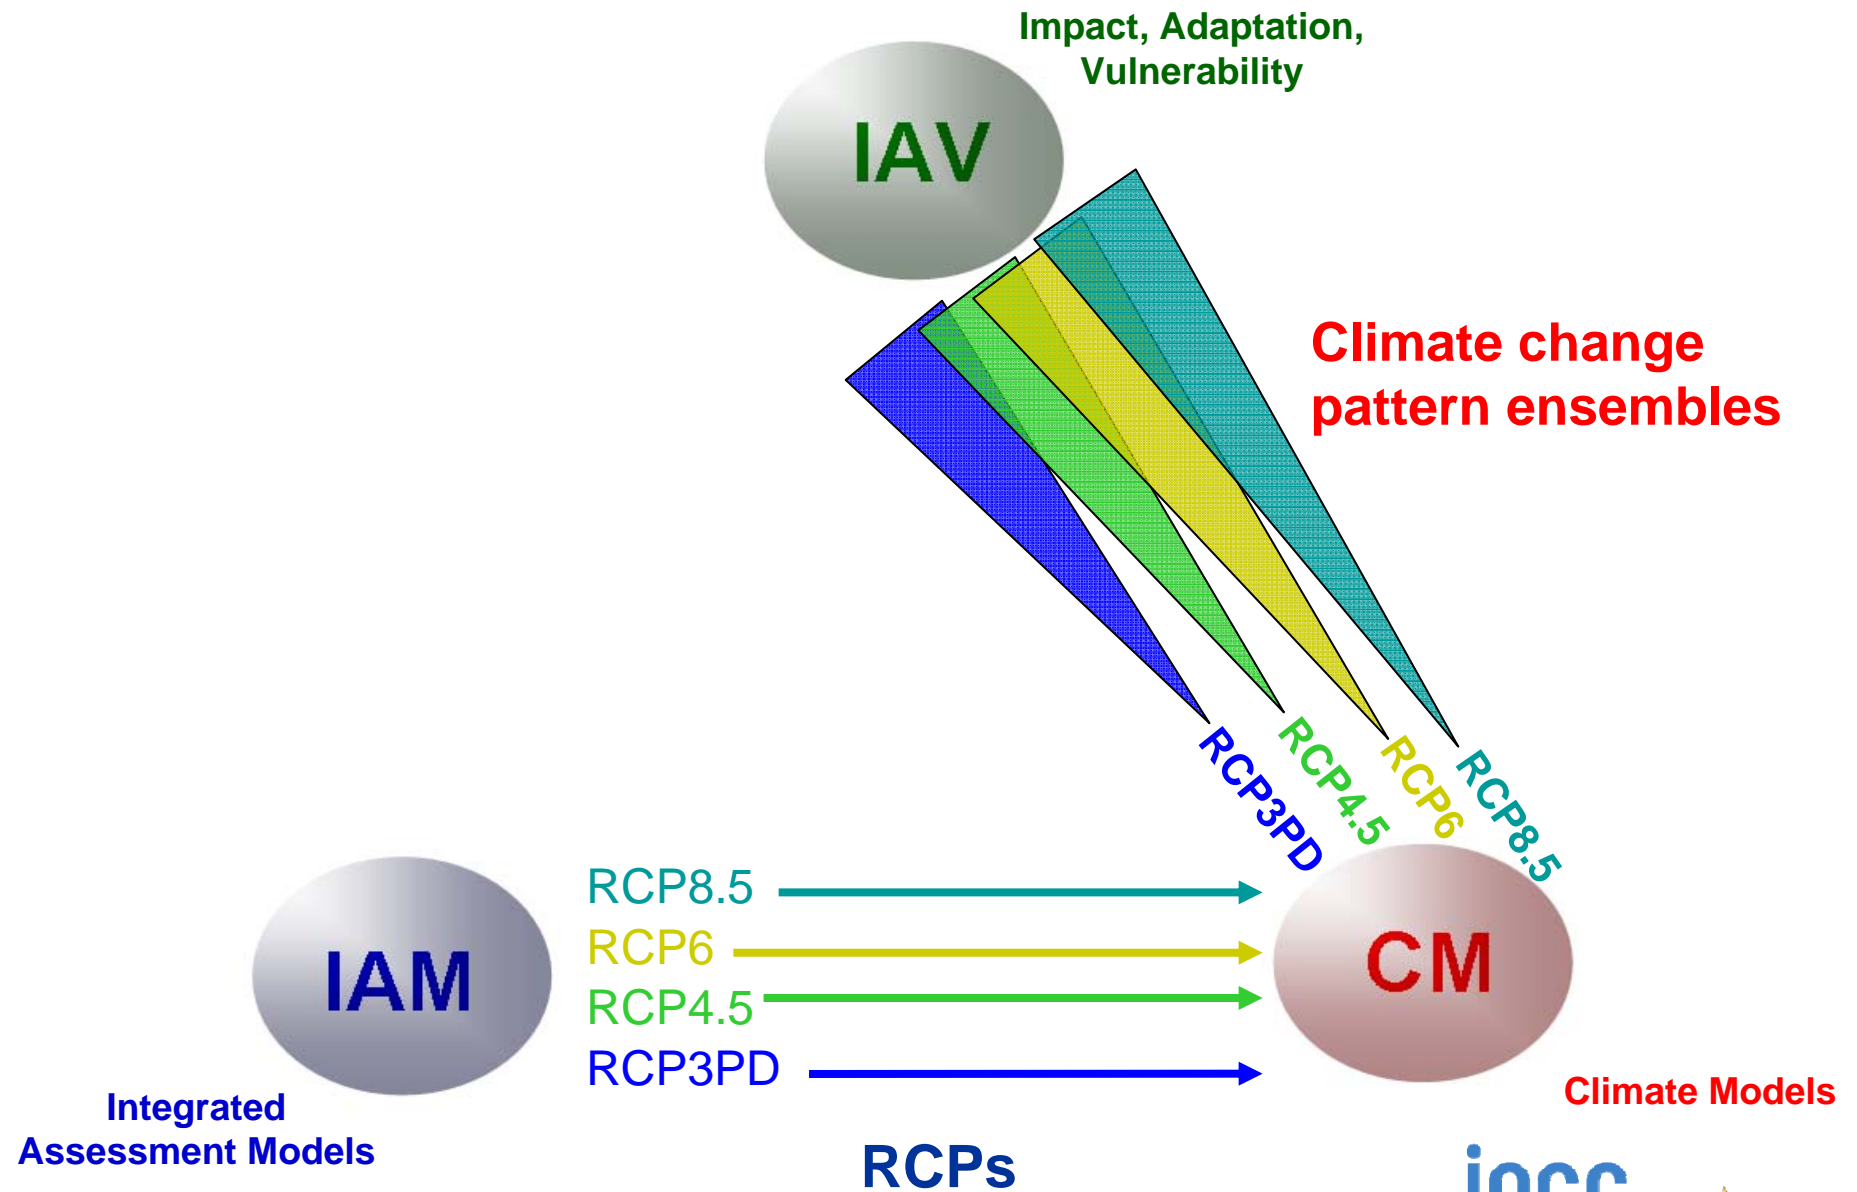 Impact, Adaptation,
Vulnerability
IAV
Climate change
pattern ensembles
RCP3PD
RCP4.5
RCP6
RCP8.5
RCP8.5
RCP6
RCP4.5
RCP3PD
IAM
CM
Integrated
Assessment Models
Climate Models
RCPs
ipcc